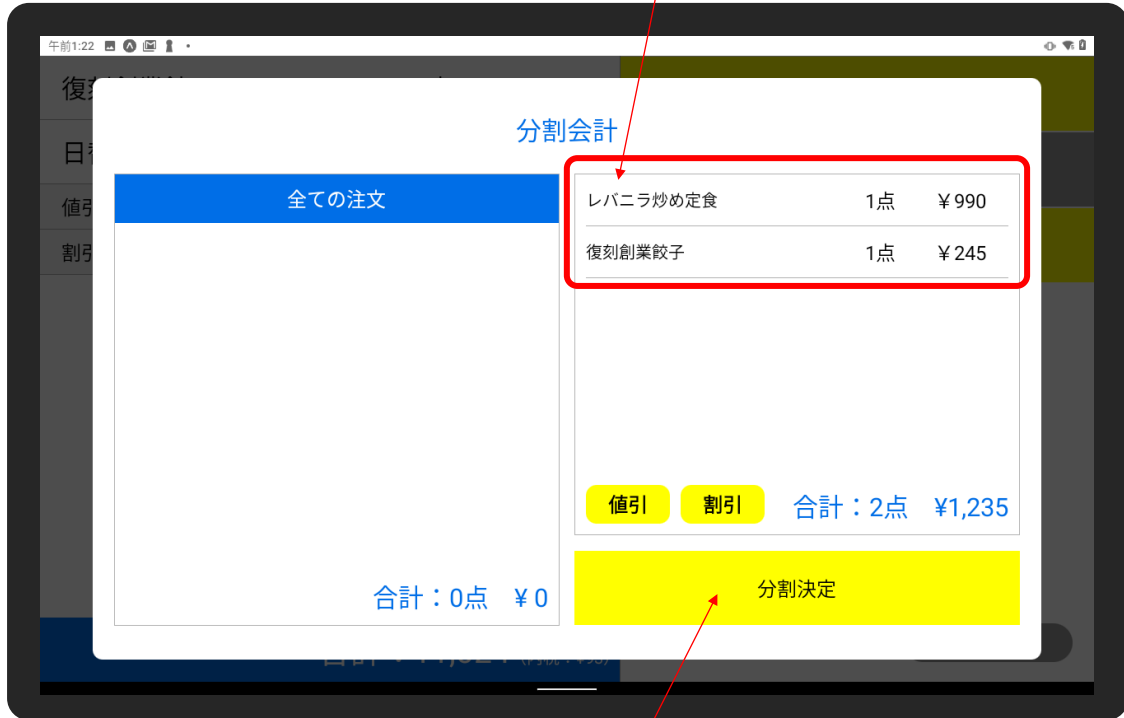 午前1:22
分割会計
全ての注文
レバニラ炒め定食 1点 ¥990
復刻創業餃子 1点 ¥245
値引 割引 合計：2点 ¥1,235
分割決定
合計：0点 ¥0
値引
割引